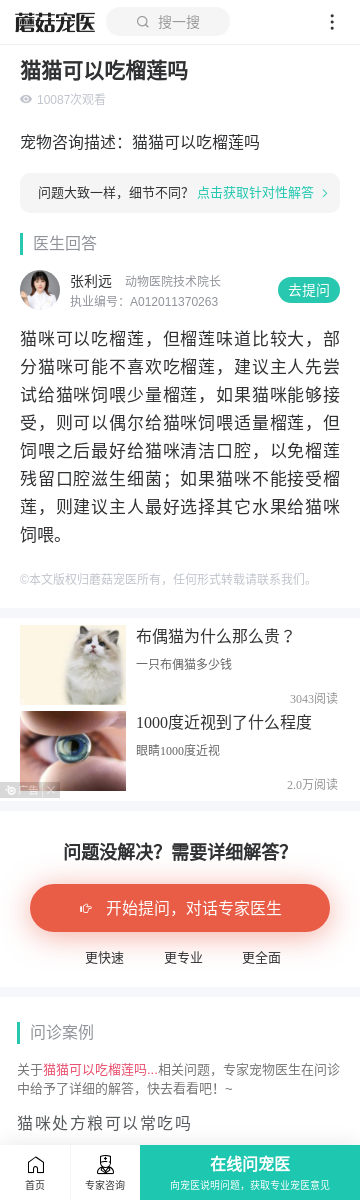 蘑菇宠医
搜一搜
猫猫可以吃榴莲吗
10087次观看
宠物咨询描述：猫猫可以吃榴莲吗
问题大致一样，细节不同？ 点击获取针对性解答
医生回答
张利远 动物医院技术院长
执业编号：A012011370263
去提问
猫咪可以吃榴莲，但榴莲味道比较大，部
分猫咪可能不喜欢吃榴莲，建议主人先尝
试给猫咪饲喂少量榴莲，如果猫咪能够接
受，则可以偶尔给猫咪饲喂适量榴莲，但
饲喂之后最好给猫咪清洁口腔，以免榴莲
残留口腔滋生细菌；如果猫咪不能接受榴
莲，则建议主人最好选择其它水果给猫咪
饲喂。
©本文版权归蘑菇宠医所有，任何形式转载请联系我们。
布偶猫为什么那么贵？
一只布偶猫多少钱
3043阅读
1000度近视到了什么程度
眼睛1000度近视
2.0万阅读
广告
问题没解决？需要详细解答？
开始提问，对话专家医生
更快速 更专业 更全面
问诊案例
关于猫猫可以吃榴莲吗...相关问题，专家宠物医生在问诊
中给予了详细的解答，快去看看吧！~
猫咪处方粮可以常吃吗
首页
专家咨询
在线问宠医
向宠医说明问题，获取专业宠医意见